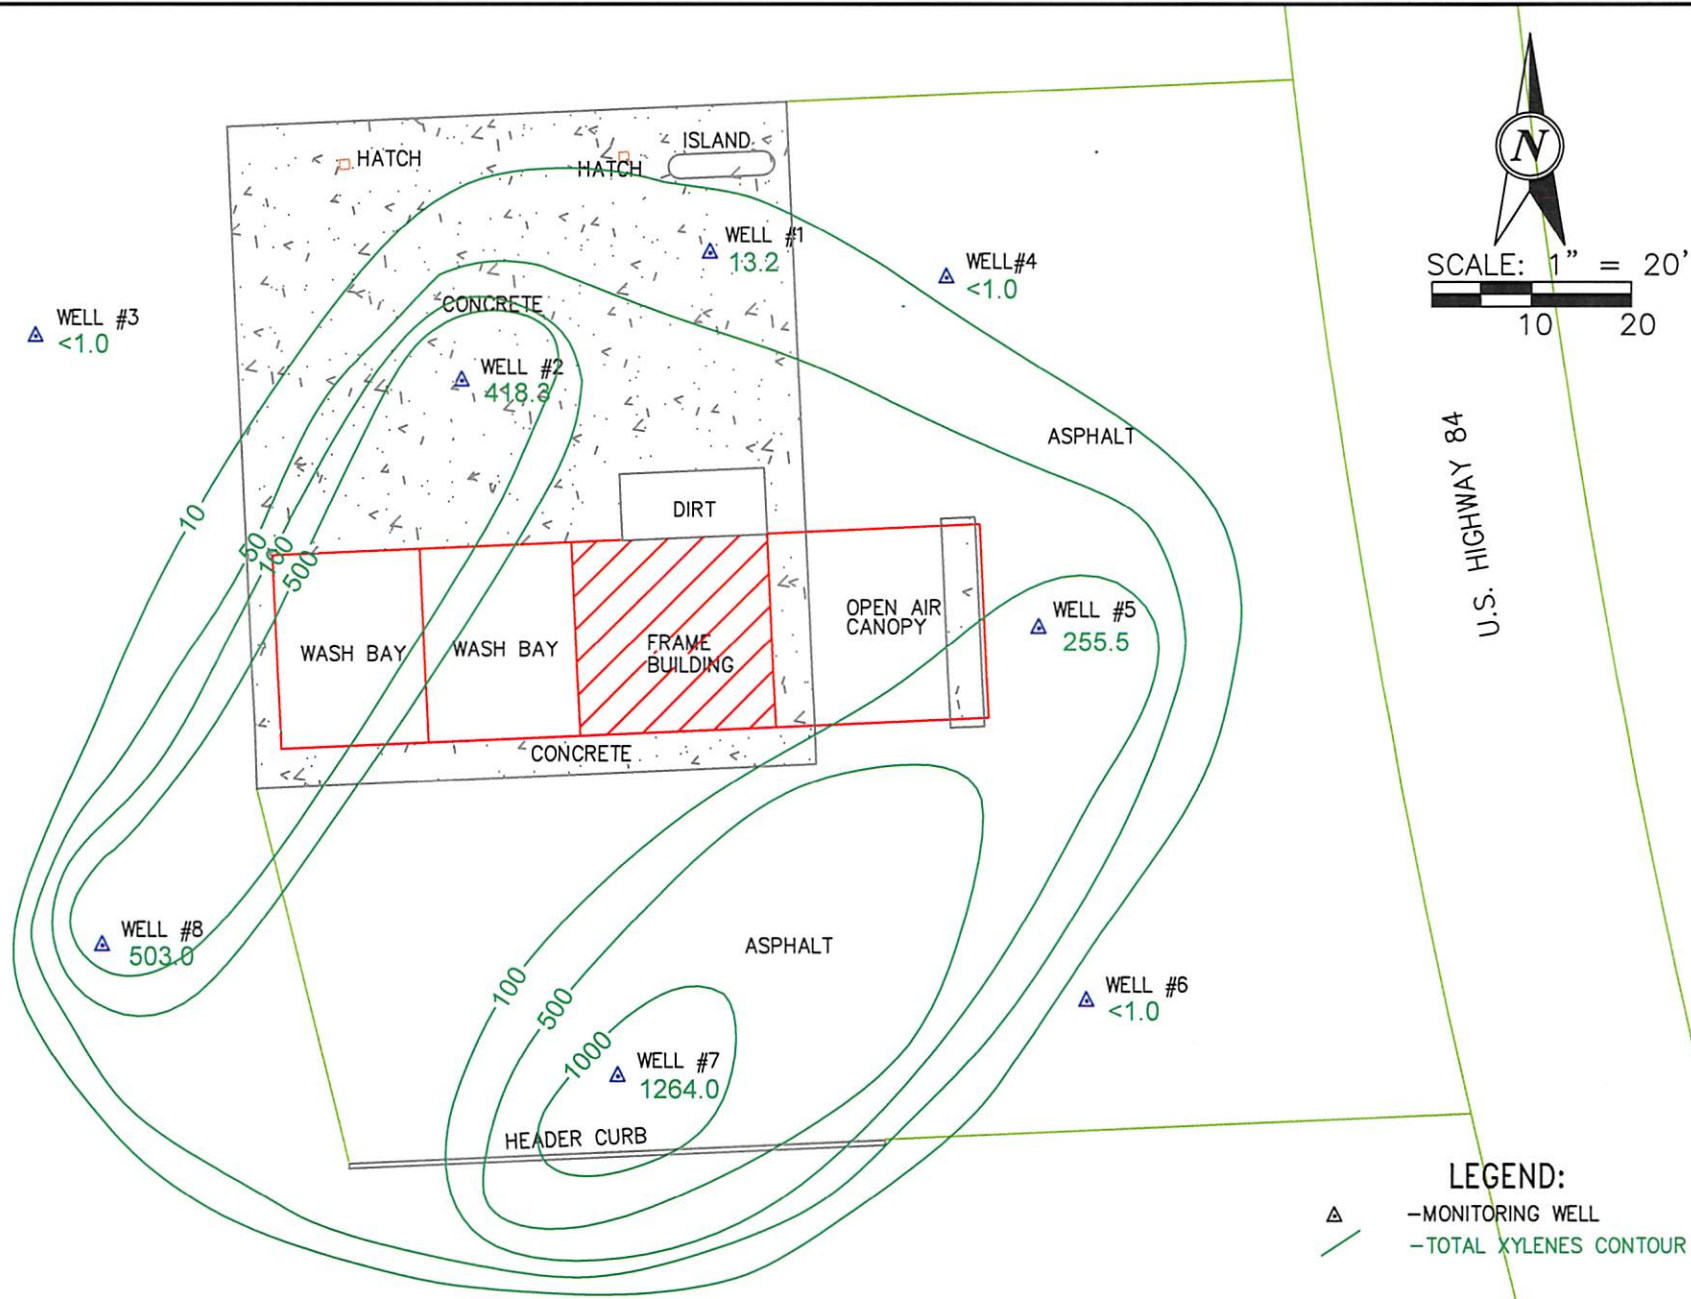 ISLAND
HATCH
HATCH
N
SCALE: 1" = 20'
10 20
WELL #1
13.2
WELL#4
<1.0
WELL #3
<1.0
CONCRETE
WELL #2
418.3
ASPHALT
U.S. HIGHWAY 84
10
50
100
500
DIRT
OPEN AIR
CANOPY
WELL #5
255.5
WASH BAY
WASH BAY
FRAME
BUILDING
CONCRETE
WELL #8
503.0
ASPHALT
100
500
1000
WELL #6
<1.0
WELL #7
1264.0
HEADER CURB
LEGEND:
-MONITORING WELL
-TOTAL XYLENES CONTOUR